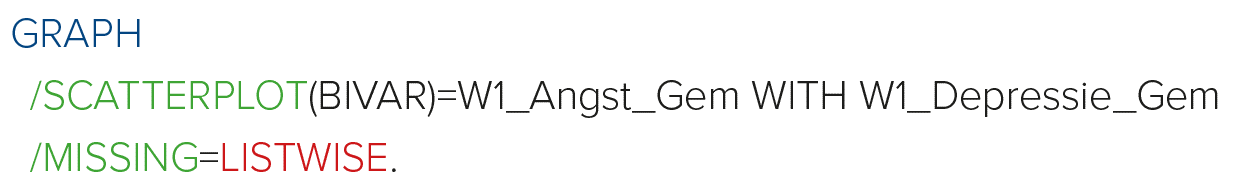 GRAPH
/SCATTERPLOT(BIVAR)=W1_Angst_Gem WITH W1_Depressie_Gem
/MISSING=LISTWISE.